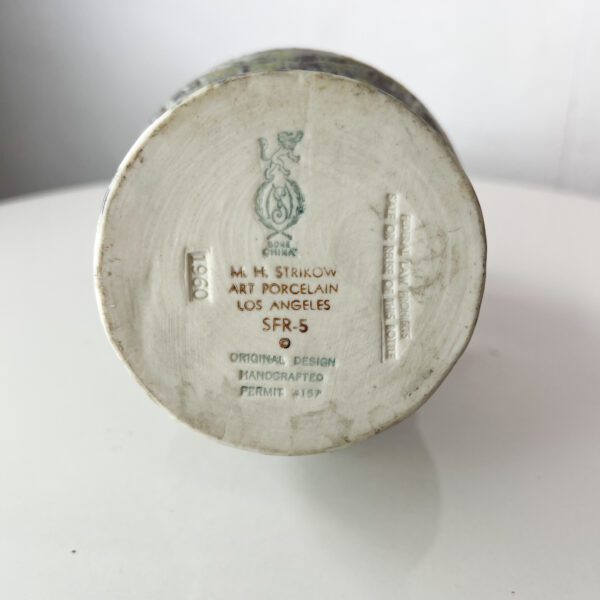 BONE
CHINA
M. H. STRIKOW
ART PORCELAIN
LOS ANGELES
SFR-5
©
ORIGINAL DESIGN
HANDCRAFTED
PERMIT #157
1960